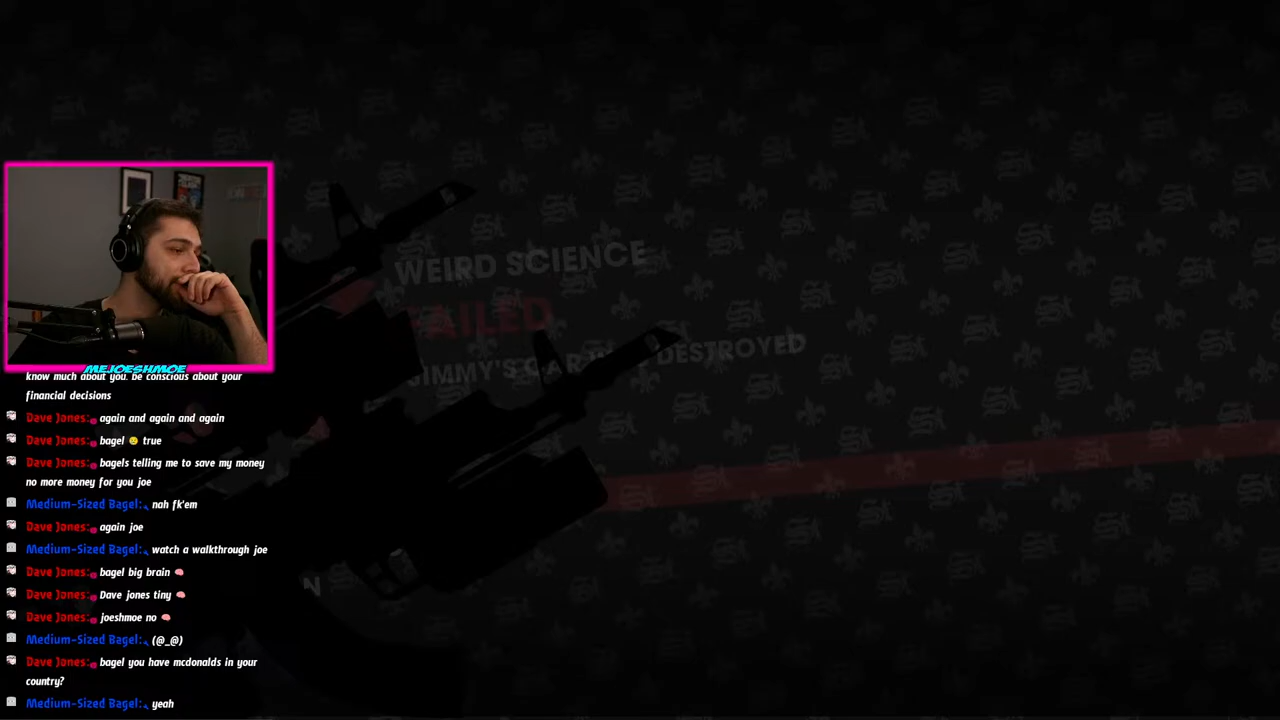 WEIRD SCIENCE
FAILED
JIMMY'S CAR WAS DESTROYED
MEJOESHMOE
know much about you. be conscious about your
financial decisions
Dave Jones: again and again and again
Dave Jones: bagel 🤨 true
Dave Jones: bagels telling me to save my money
no more money for you joe
Medium-Sized Bagel: nah fk'em
Dave Jones: again joe
Medium-Sized Bagel: watch a walkthrough joe
Dave Jones: bagel big brain 🧠
Dave Jones: Dave jones tiny 🧠
Dave Jones: joeshmoe no 🧠
Medium-Sized Bagel: (@_@)
Dave Jones: bagel you have mcdonalds in your
country?
Medium-Sized Bagel: yeah